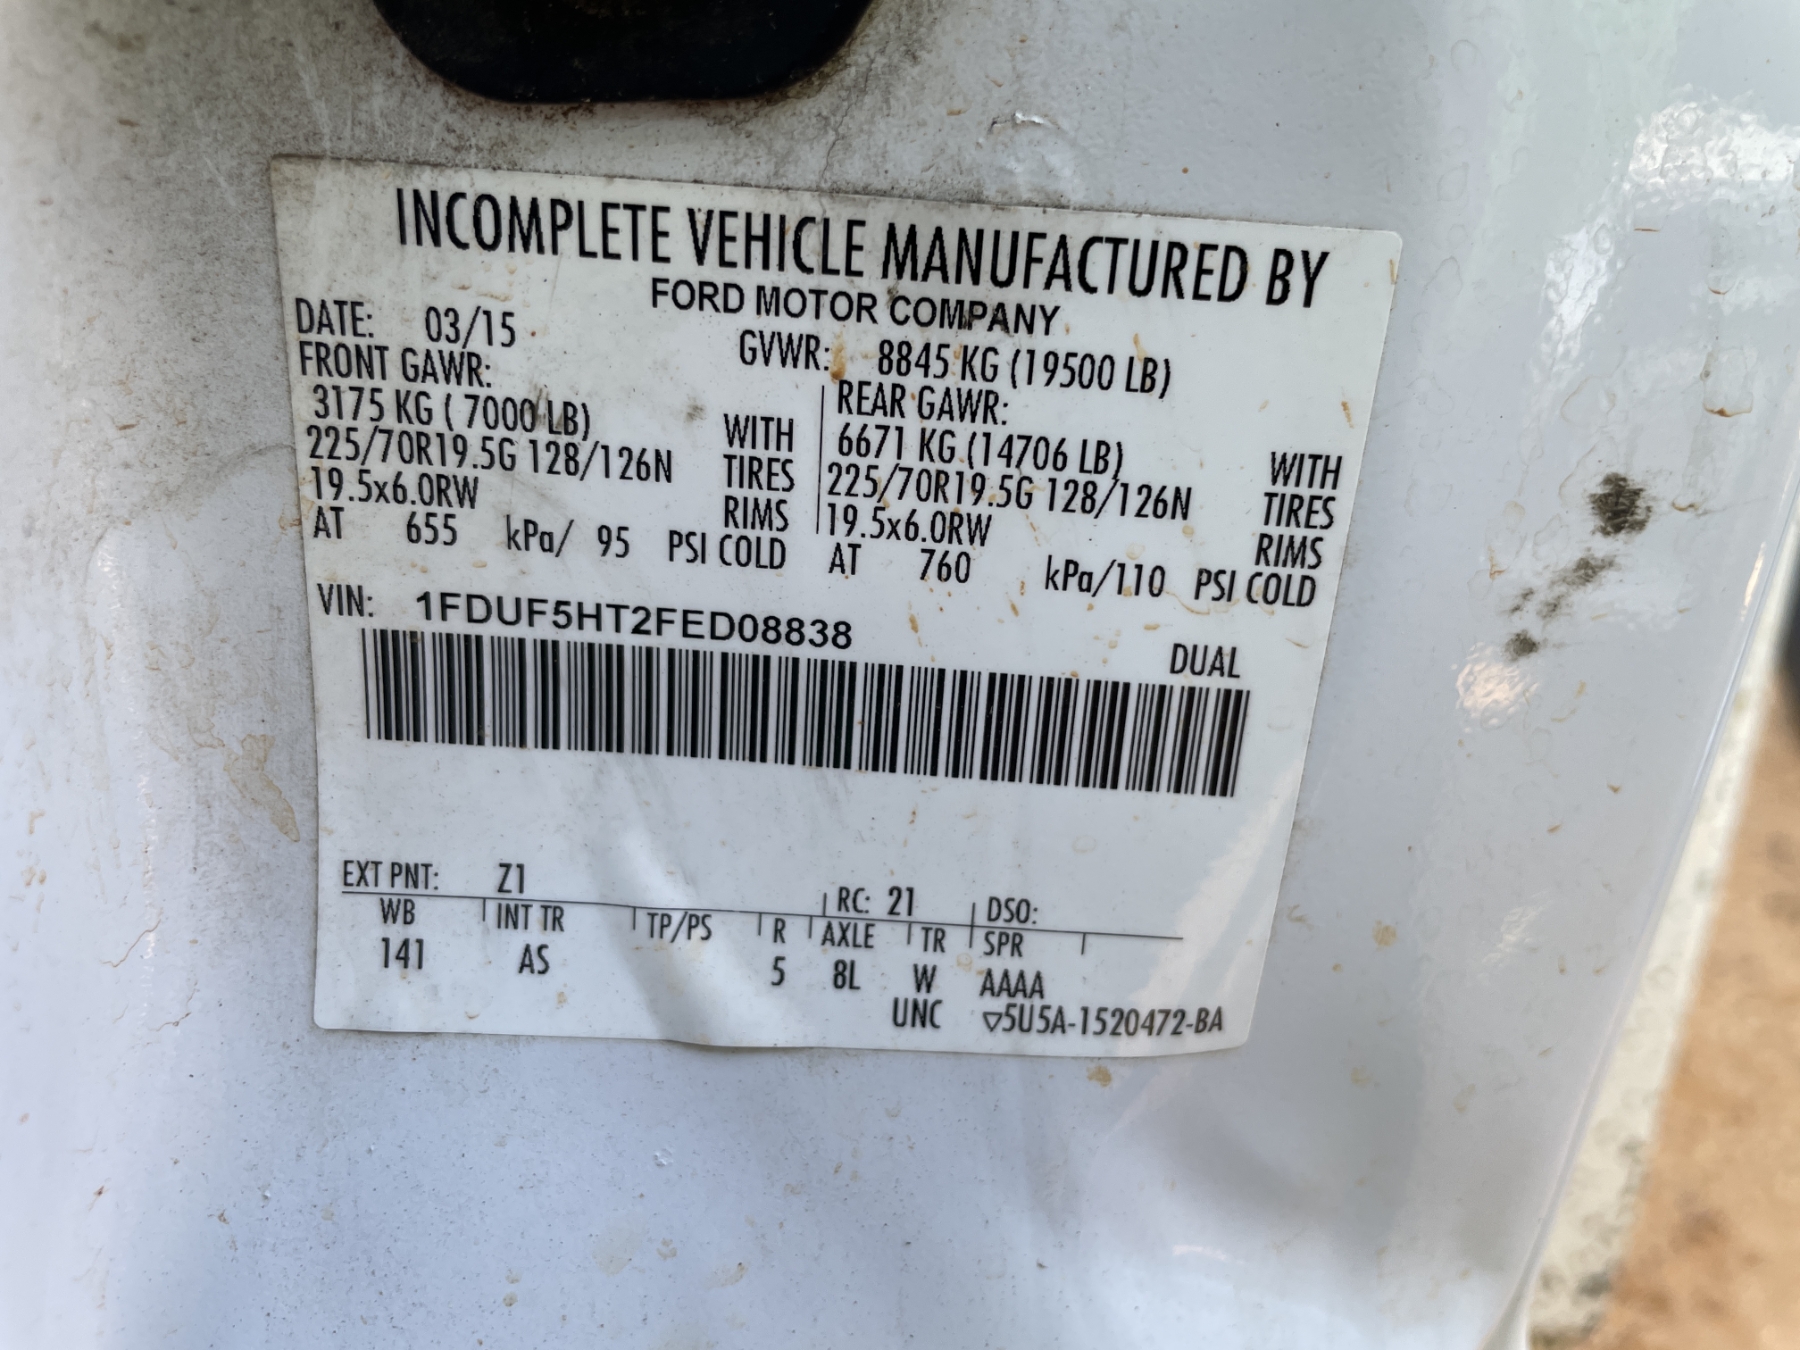 INCOMPLETE VEHICLE MANUFACTURED BY
FORD MOTOR COMPANY
DATE: 03/15 GVWR: 8845 KG (19500 LB)
FRONT GAWR: REAR GAWR:
3175 KG ( 7000 LB) WITH 6671 KG (14706 LB) WITH
225/70R19.5G 128/126N TIRES 225/70R19.5G 128/126N TIRES
19.5x6.0RW RIMS 19.5x6.0RW RIMS
AT 655 kPa/ 95 PSI COLD AT 760 kPa/110 PSI COLD
VIN: 1FDUF5HT2FED08838
DUAL
EXT PNT: Z1 RC: 21 DSO:
WB INT TR TP/PS R AXLE TR SPR
141 AS 5 8L W AAAA
UNC ▽5U5A-1520472-BA